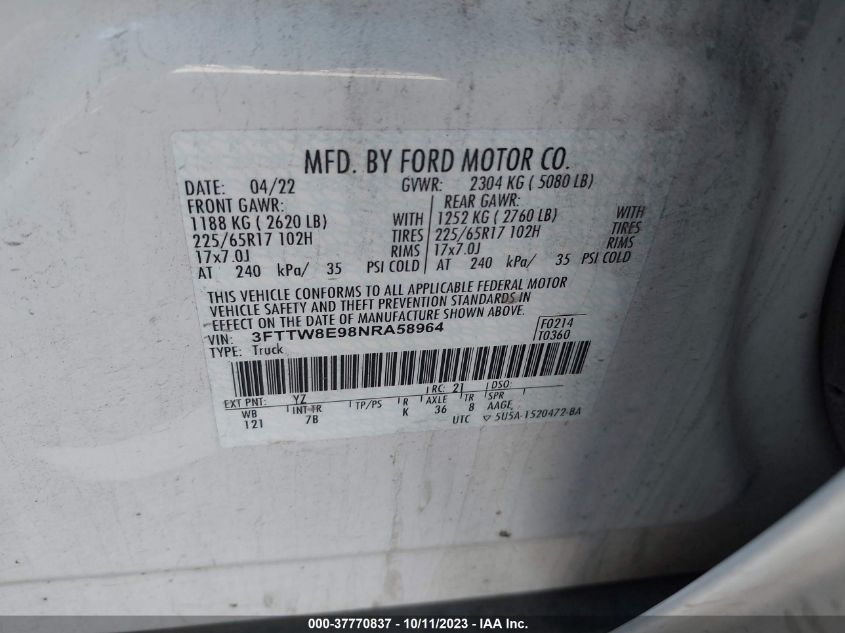 MFD. BY FORD MOTOR CO.
DATE: 04/22 GVWR: 2304 KG ( 5080 LB)
FRONT GAWR: REAR GAWR:
1188 KG ( 2620 LB) WITH 1252 KG ( 2760 LB) WITH
225/65R17 102H TIRES 225/65R17 102H TIRES
17x7.0J RIMS 17x7.0J RIMS
AT 240 kPa/ 35 PSI COLD AT 240 kPa/ 35 PSI COLD
THIS VEHICLE CONFORMS TO ALL APPLICABLE FEDERAL MOTOR
VEHICLE SAFETY AND THEFT PREVENTION STANDARDS IN
EFFECT ON THE DATE OF MANUFACTURE SHOWN ABOVE.
VIN: 3FTTW8E98NRA58964 F0214
TYPE: Truck T0360
EXT PNT: YZ RC: 21 DSO:
WB INT TR TP/PS R AXLE TR SPR
121 7B K 36 8 AAGE
UTC 5U5A-1520472-BA
000-37770837 - 10/11/2023 - IAA Inc.